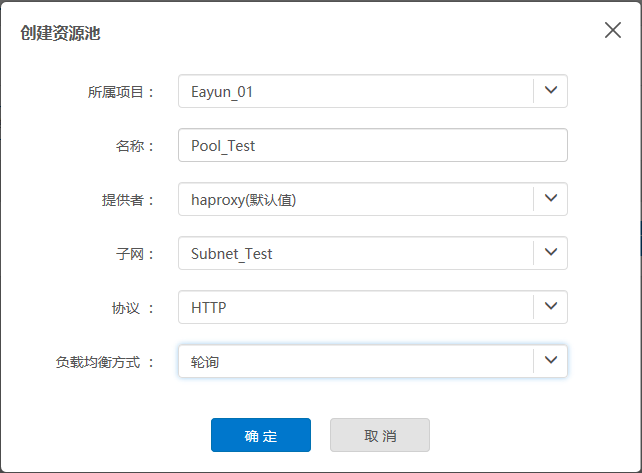 创建资源池
所属项目： Eayun_01
名称： Pool_Test
提供者： haproxy(默认值)
子网： Subnet_Test
协议 ： HTTP
负载均衡方式 ： 轮询
确 定 取 消